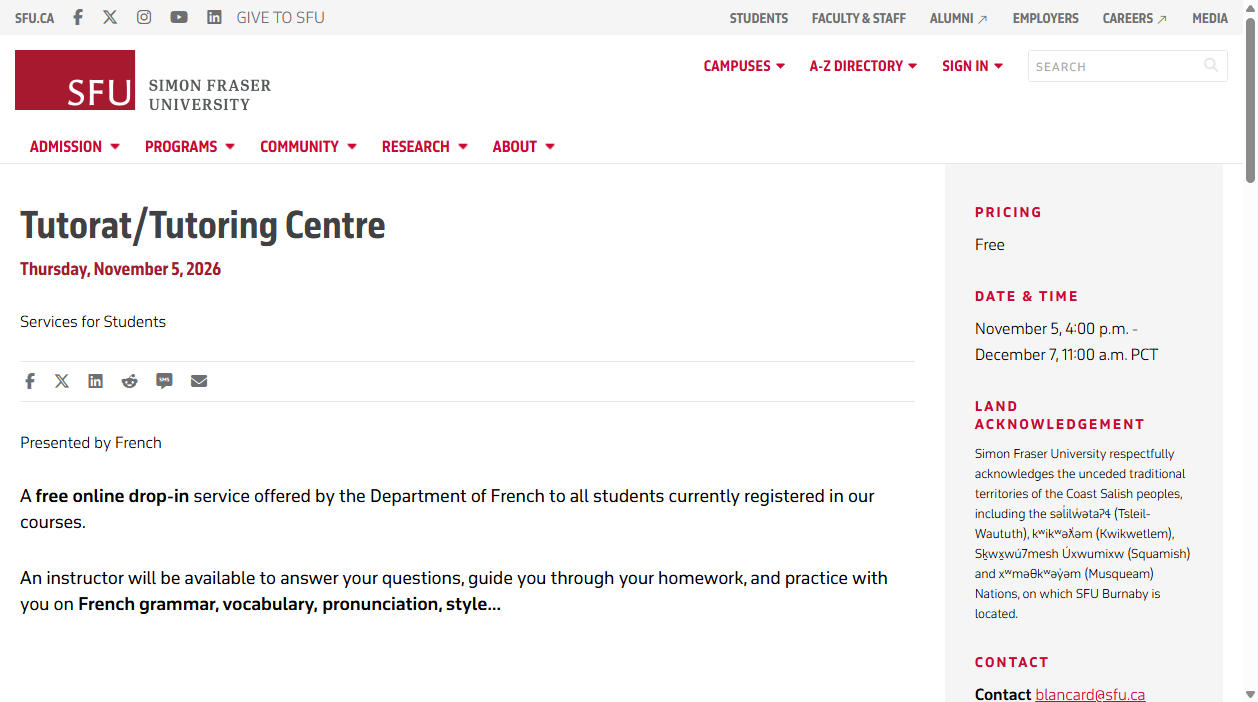 SFU.CA GIVE TO SFU STUDENTS FACULTY & STAFF ALUMNI EMPLOYERS CAREERS MEDIA
SFU SIMON FRASER
UNIVERSITY
CAMPUSES A-Z DIRECTORY SIGN IN SEARCH
ADMISSION PROGRAMS COMMUNITY RESEARCH ABOUT
Tutorat/Tutoring Centre
Thursday, November 5, 2026
Services for Students
SMS
Presented by French
A free online drop-in service offered by the Department of French to all students currently registered in our
courses.
An instructor will be available to answer your questions, guide you through your homework, and practice with
you on French grammar, vocabulary, pronunciation, style...
PRICING
Free
DATE & TIME
November 5, 4:00 p.m. -
December 7, 11:00 a.m. PCT
LAND
ACKNOWLEDGEMENT
Simon Fraser University respectfully
acknowledges the unceded traditional
territories of the Coast Salish peoples,
including the səl̓ilw̓ətaʔɬ (Tsleil-
Waututh), kʷikʷəƛ̓əm (Kwikwetlem),
Sḵwx̱wú7mesh Úxwumixw (Squamish)
and xʷməθkʷəy̓əm (Musqueam)
Nations, on which SFU Burnaby is
located.
CONTACT
Contact blancard@sfu.ca